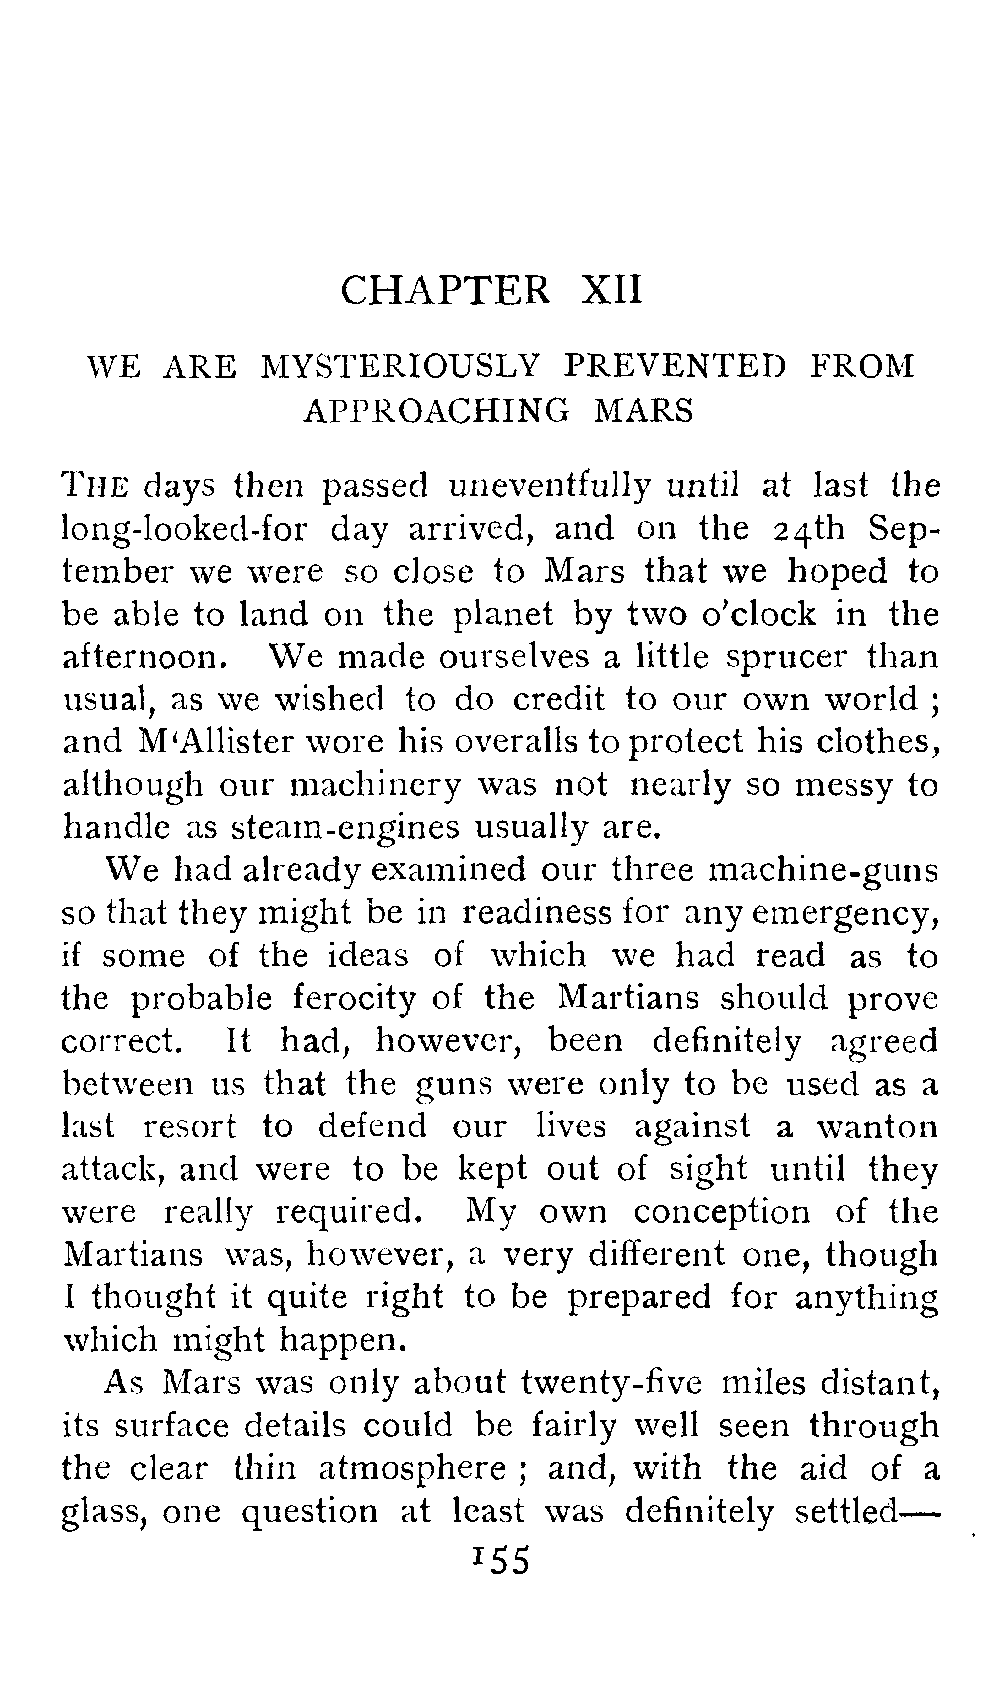 CHAPTER XII
WE ARE MYSTERIOUSLY PREVENTED FROM
APPROACHING MARS
THE days then passed uneventfully until at last the
long-looked-for day arrived, and on the 24th Sep-
tember we were so close to Mars that we hoped to
be able to land on the planet by two o'clock in the
afternoon. We made ourselves a little sprucer than
usual, as we wished to do credit to our own world ;
and M‘Allister wore his overalls to protect his clothes,
although our machinery was not nearly so messy to
handle as steam-engines usually are.
We had already examined our three machine-guns
so that they might be in readiness for any emergency,
if some of the ideas of which we had read as to
the probable ferocity of the Martians should prove
correct. It had, however, been definitely agreed
between us that the guns were only to be used as a
last resort to defend our lives against a wanton
attack, and were to be kept out of sight until they
were really required. My own conception of the
Martians was, however, a very different one, though
I thought it quite right to be prepared for anything
which might happen.
As Mars was only about twenty-five miles distant,
its surface details could be fairly well seen through
the clear thin atmosphere ; and, with the aid of a
glass, one question at least was definitely settled—
155